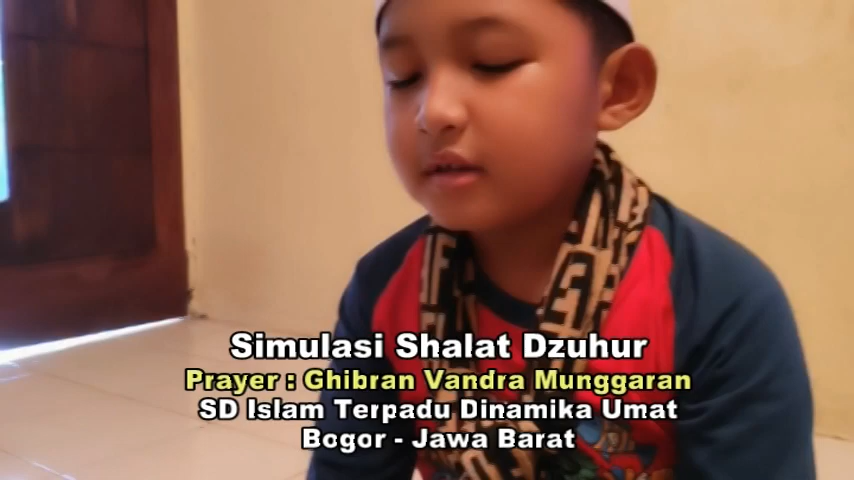 Simulasi Shalat Dzuhur
Prayer : Ghibran Vandra Munggaran
SD Islam Terpadu Dinamika Umat
Bogor - Jawa Barat